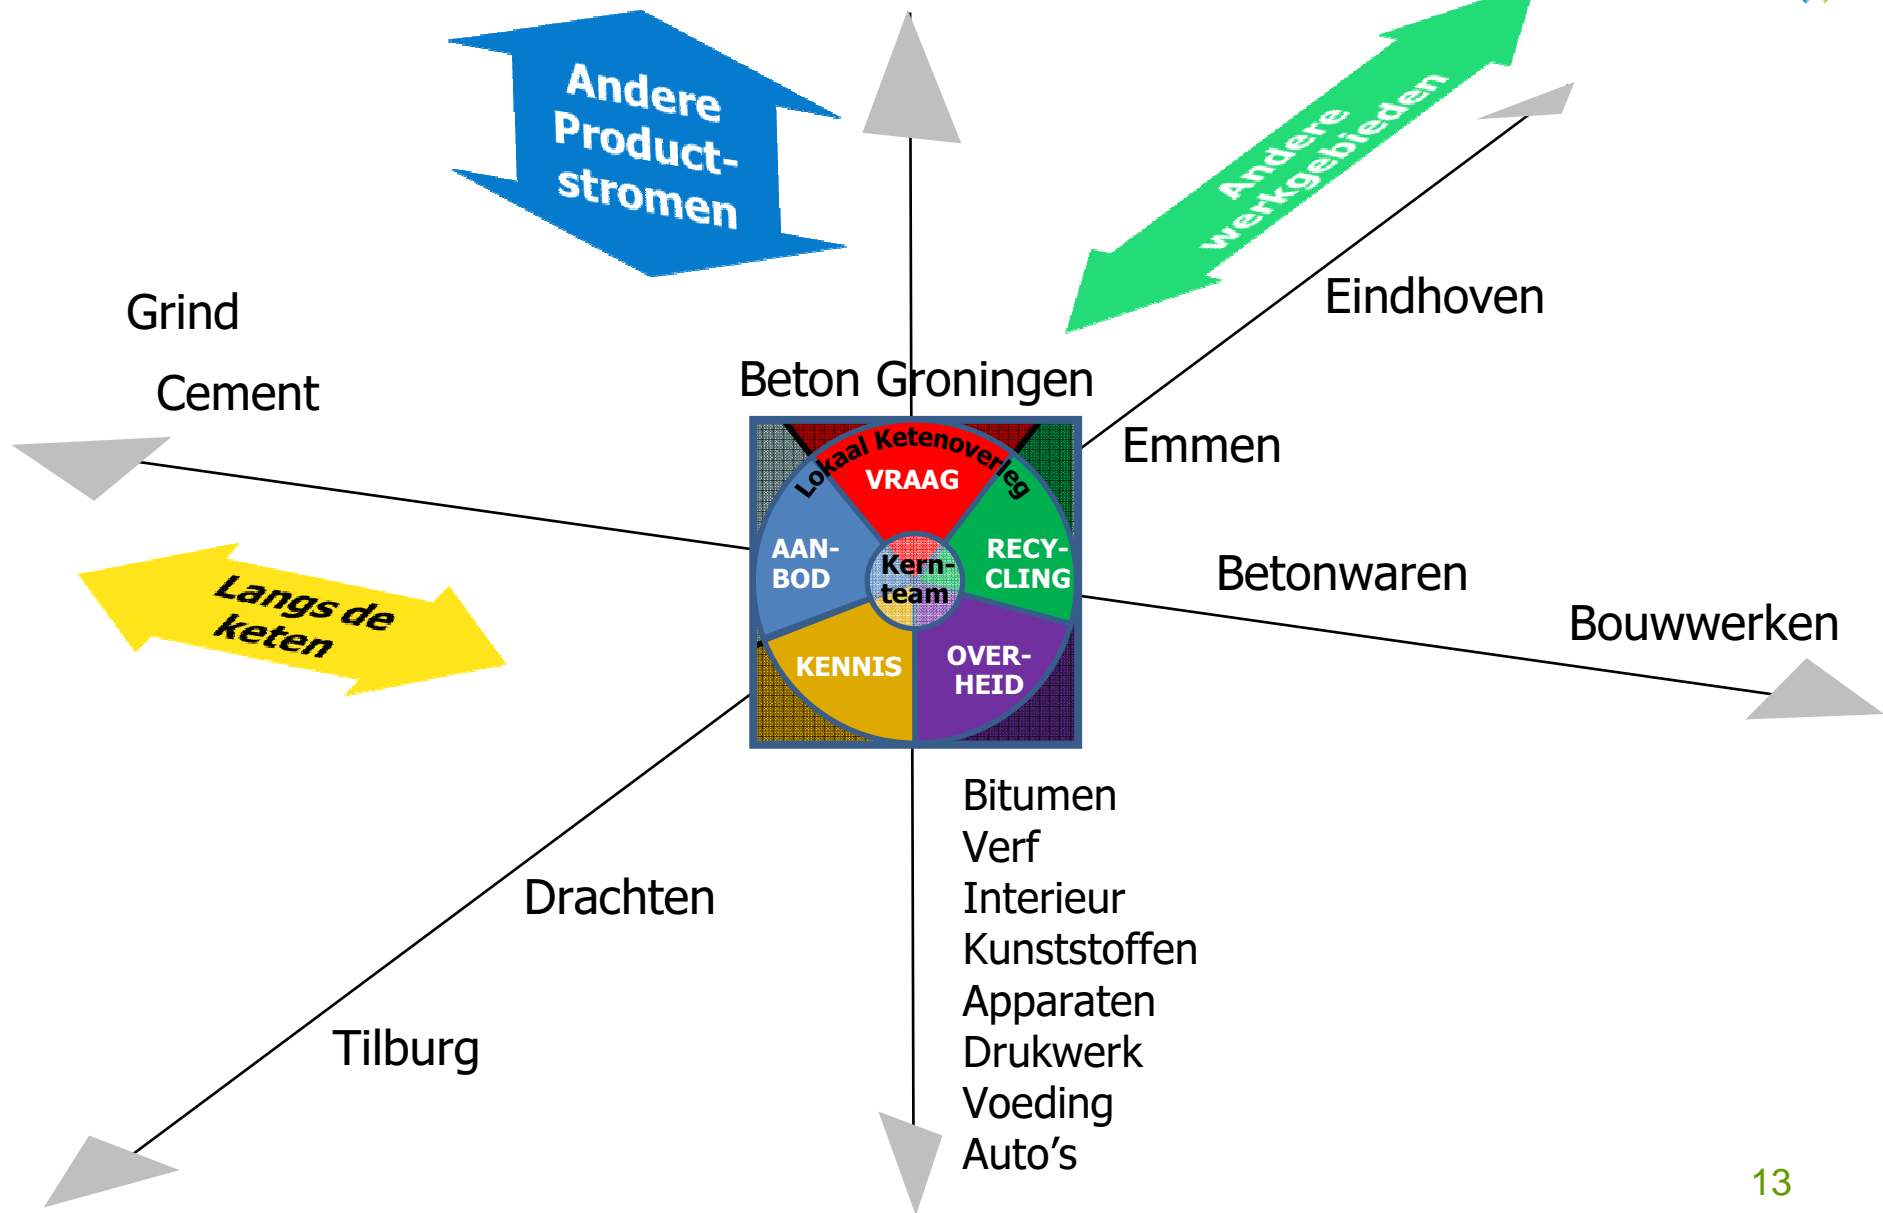 Andere
Product-
stromen
Andere
werkgebieden
Eindhoven
Grind
Cement
Beton Groningen
Emmen
Lokaal Ketenoverleg
VRAAG
AAN-
BOD
RECY-
CLING
Kern-
team
KENNIS
OVER-
HEID
Betonwaren
Bouwwerken
Langs de
keten
Drachten
Tilburg
Bitumen
Verf
Interieur
Kunststoffen
Apparaten
Drukwerk
Voeding
Auto’s
13